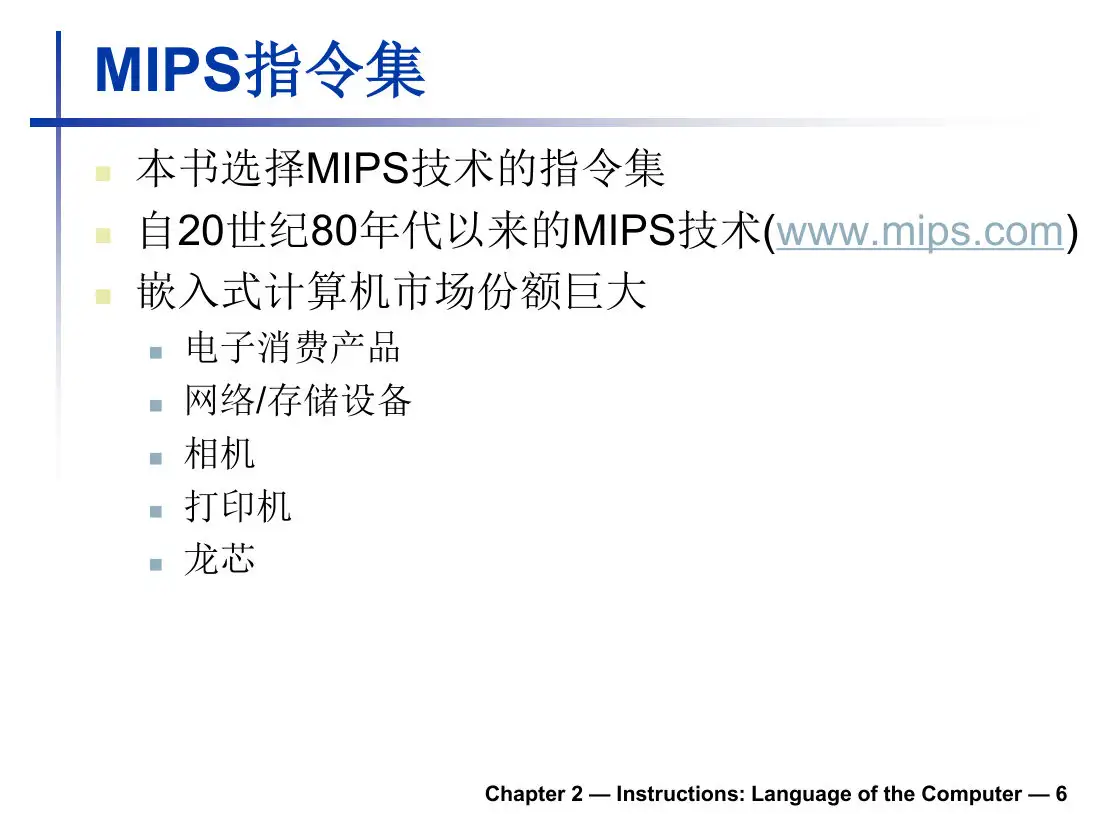 MIPS指令集
本书选择MIPS技术的指令集
自20世纪80年代以来的MIPS技术(www.mips.com)
嵌入式计算机市场份额巨大
电子消费产品
网络/存储设备
相机
打印机
龙芯
Chapter 2 — Instructions: Language of the Computer — 6